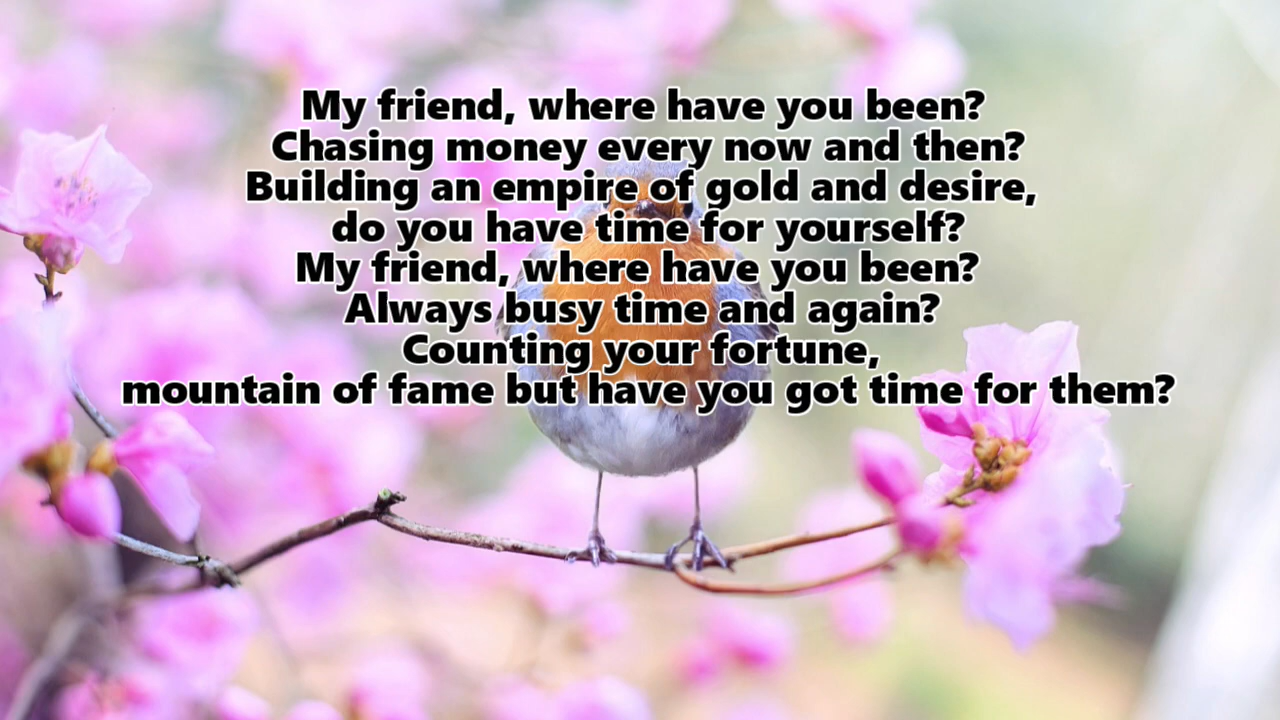 My friend, where have you been?
Chasing money every now and then?
Building an empire of gold and desire,
do you have time for yourself?
My friend, where have you been?
Always busy time and again?
Counting your fortune,
mountain of fame but have you got time for them?